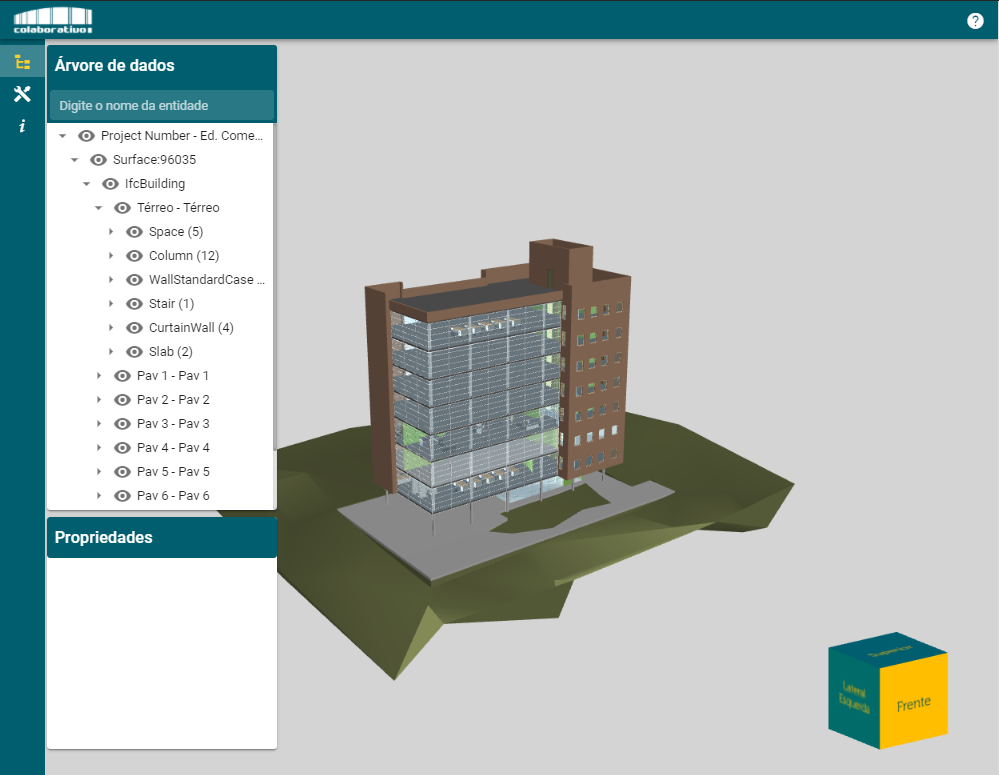 colaborativo
?
Árvore de dados
Digite o nome da entidade
Project Number - Ed. Come...
Surface:96035
IfcBuilding
Térreo - Térreo
Space (5)
Column (12)
WallStandardCase ...
Stair (1)
CurtainWall (4)
Slab (2)
Pav 1 - Pav 1
Pav 2 - Pav 2
Pav 3 - Pav 3
Pav 4 - Pav 4
Pav 5 - Pav 5
Pav 6 - Pav 6
i
Propriedades
Superior
Lateral
Esquerda
Frente